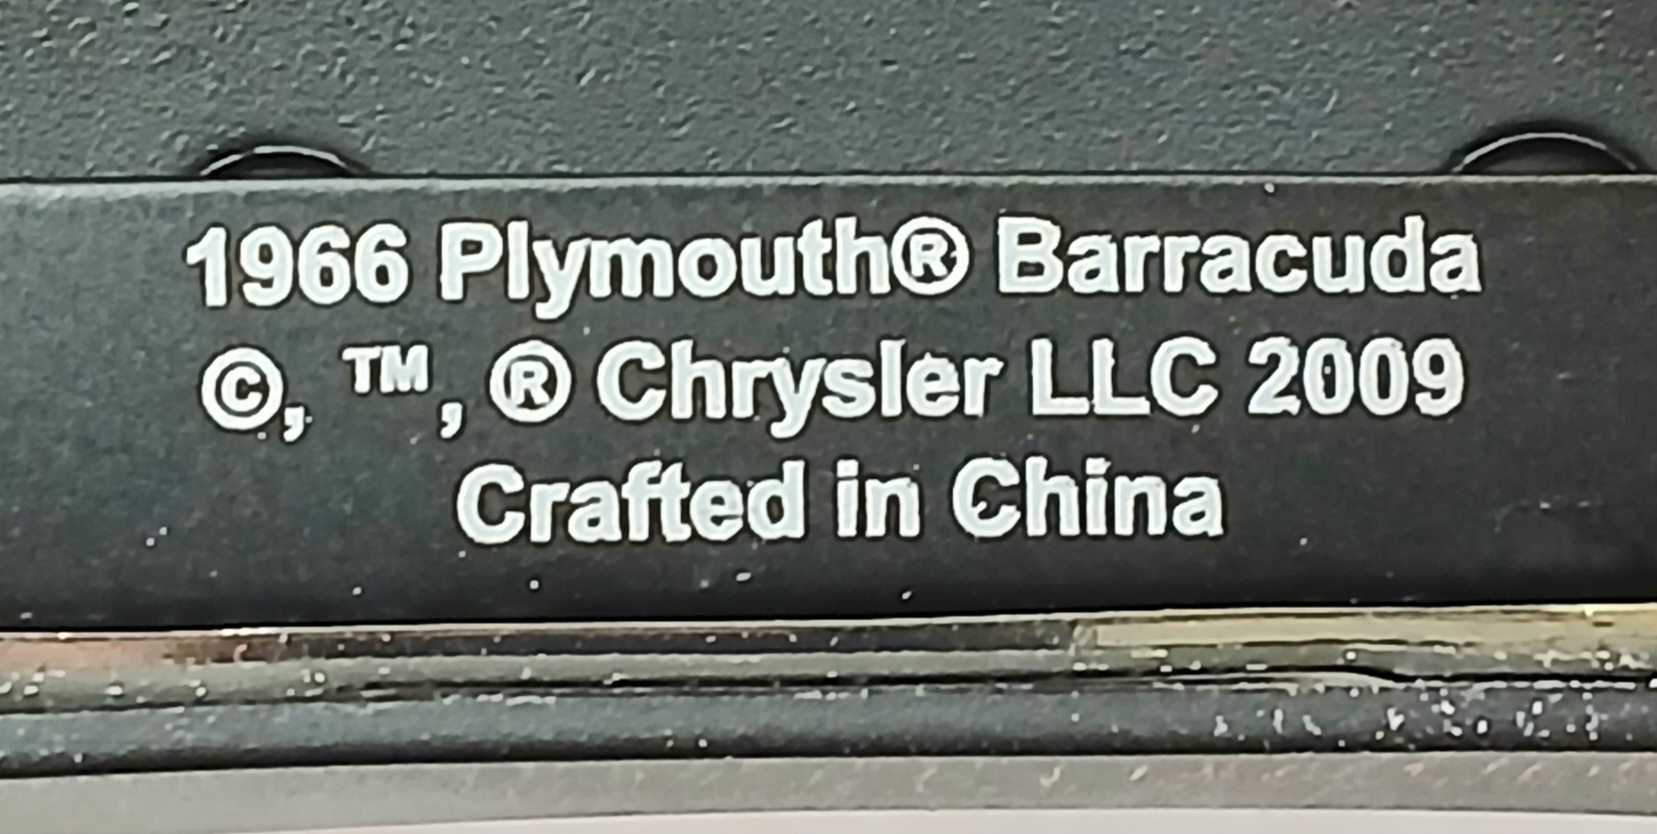 1966 Plymouth® Barracuda
©, ™, ® Chrysler LLC 2009
Crafted in China